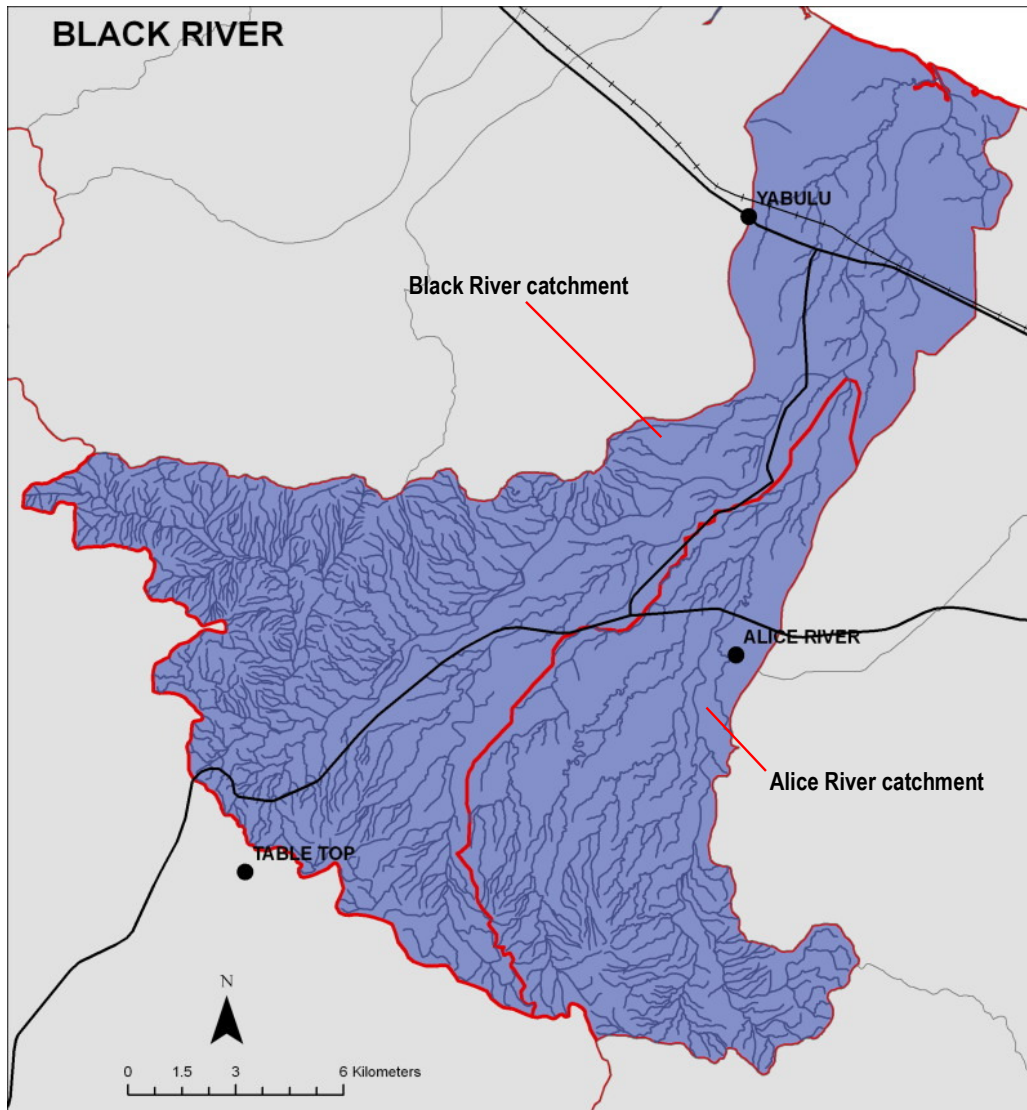 BLACK RIVER
YABULU
Black River catchment
ALICE RIVER
Alice River catchment
TABLE TOP
N
0 1.5 3 6 Kilometers